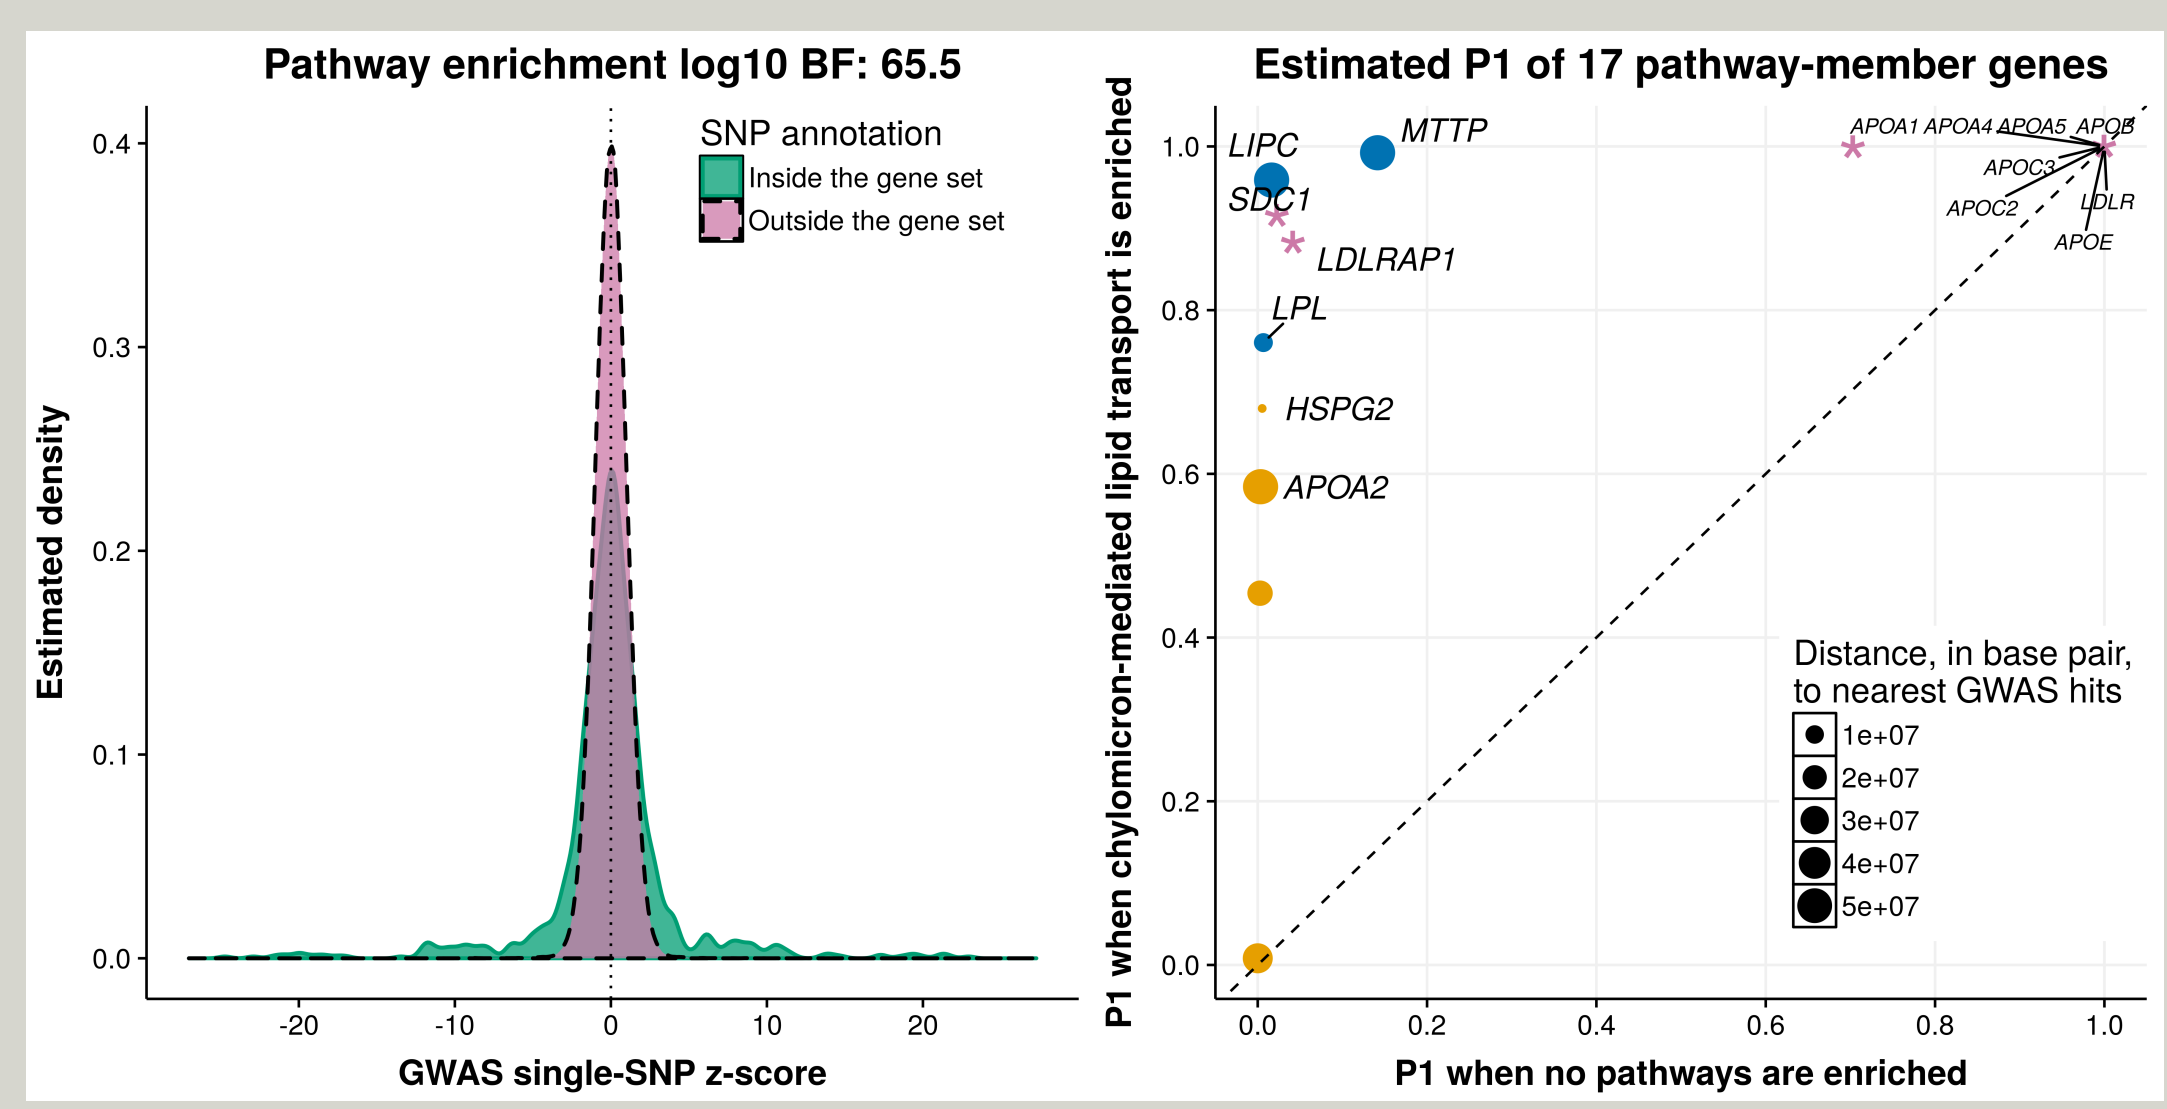 Pathway enrichment log10 BF: 65.5
SNP annotation
Inside the gene set
Outside the gene set
Estimated density
0.4
0.3
0.2
0.1
0.0
-20
-10
0
10
20
GWAS single-SNP z-score
Estimated P1 of 17 pathway-member genes
P1 when chylomicron-mediated lipid transport is enriched
1.0
0.8
0.6
0.4
0.2
0.0
LIPC
MTTP
SDC1
LDLRAP1
LPL
HSPG2
APOA2
APOA1
APOA4
APOA5
APOB
APOC3
APOC2
LDLR
APOE
Distance, in base pair,
to nearest GWAS hits
1e+07
2e+07
3e+07
4e+07
5e+07
0.0
0.2
0.4
0.6
0.8
1.0
P1 when no pathways are enriched